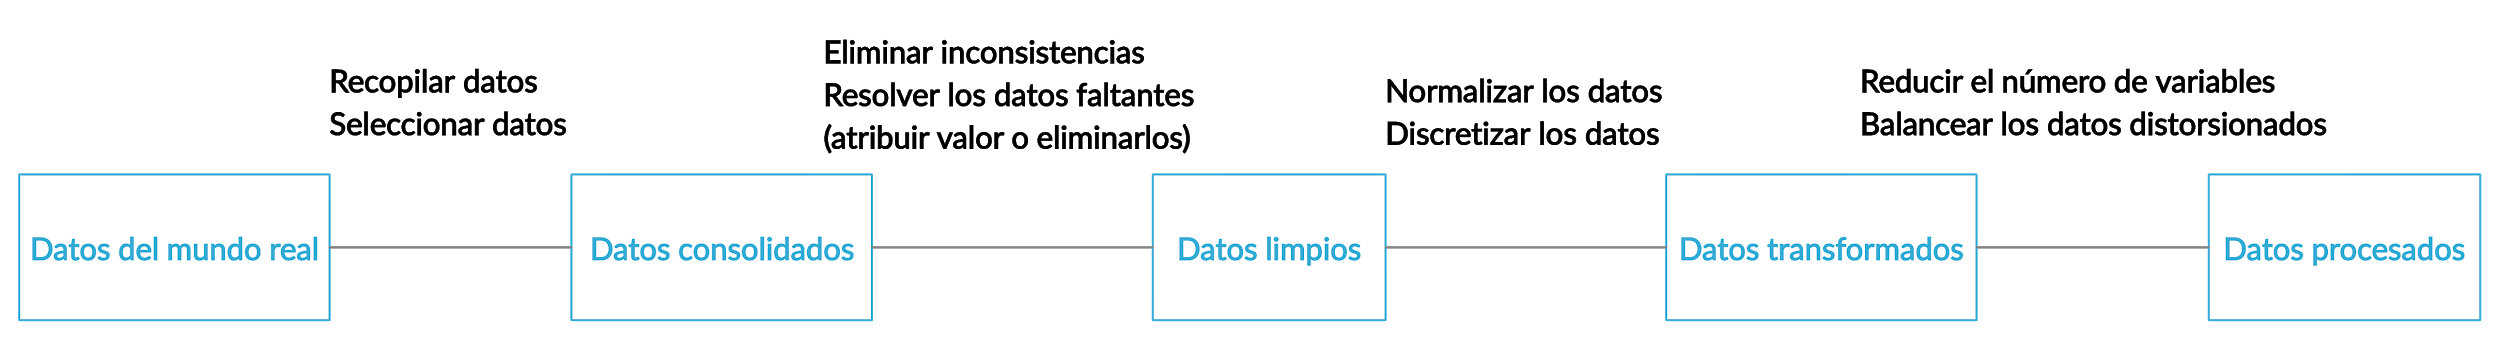 Recopilar datos
Seleccionar datos
Eliminar inconsistencias
Resolver los datos faltantes
(atribuir valor o eliminarlos)
Normalizar los datos
Discretizar los datos
Reducir el número de variables
Balancear los datos distorsionados
Datos del mundo real
Datos consolidados
Datos limpios
Datos transformados
Datos procesados